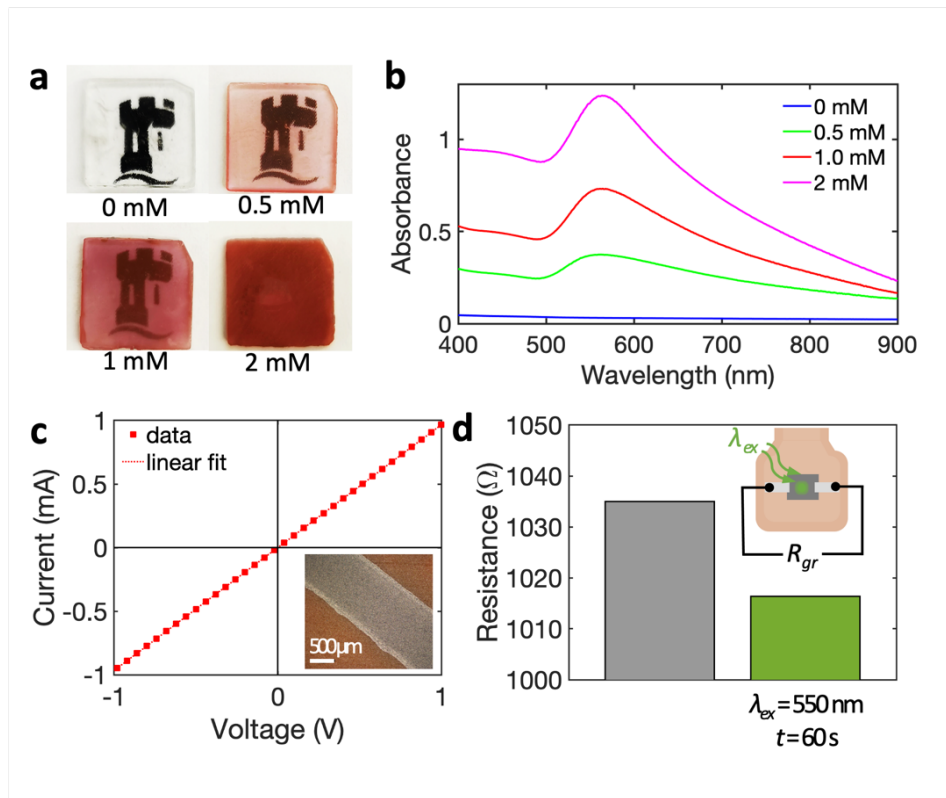 a
0 mM
0.5 mM
1 mM
2 mM
b
Absorbance
1
0.5
0
400
500
600
700
800
900
Wavelength (nm)
0 mM
0.5 mM
1.0 mM
2 mM
c
Current (mA)
1
0.5
0
-0.5
-1
-1
0
1
Voltage (V)
data
linear fit
500μm
d
Resistance (Ω)
1050
1040
1030
1020
1010
1000
λex
Rgr
λex = 550 nm
t = 60 s